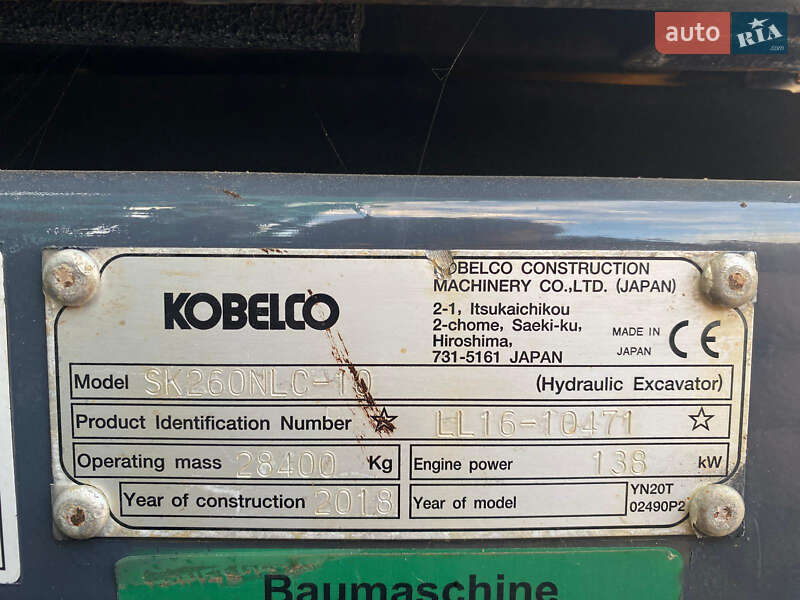 auto RIA.com
KOBELCO
KOBELCO CONSTRUCTION
MACHINERY CO.,LTD. (JAPAN)
2-1, Itsukaichikou
2-chome, Saeki-ku,
Hiroshima,
731-5161 JAPAN
MADE IN
JAPAN
CE
Model SK260NLC-10 (Hydraulic Excavator)
Product Identification Number ☆ LL16-10471 ☆
Operating mass 28400 Kg
Engine power 138 kW
Year of construction 2018
Year of model
YN20T
02490P2
Baumaschine